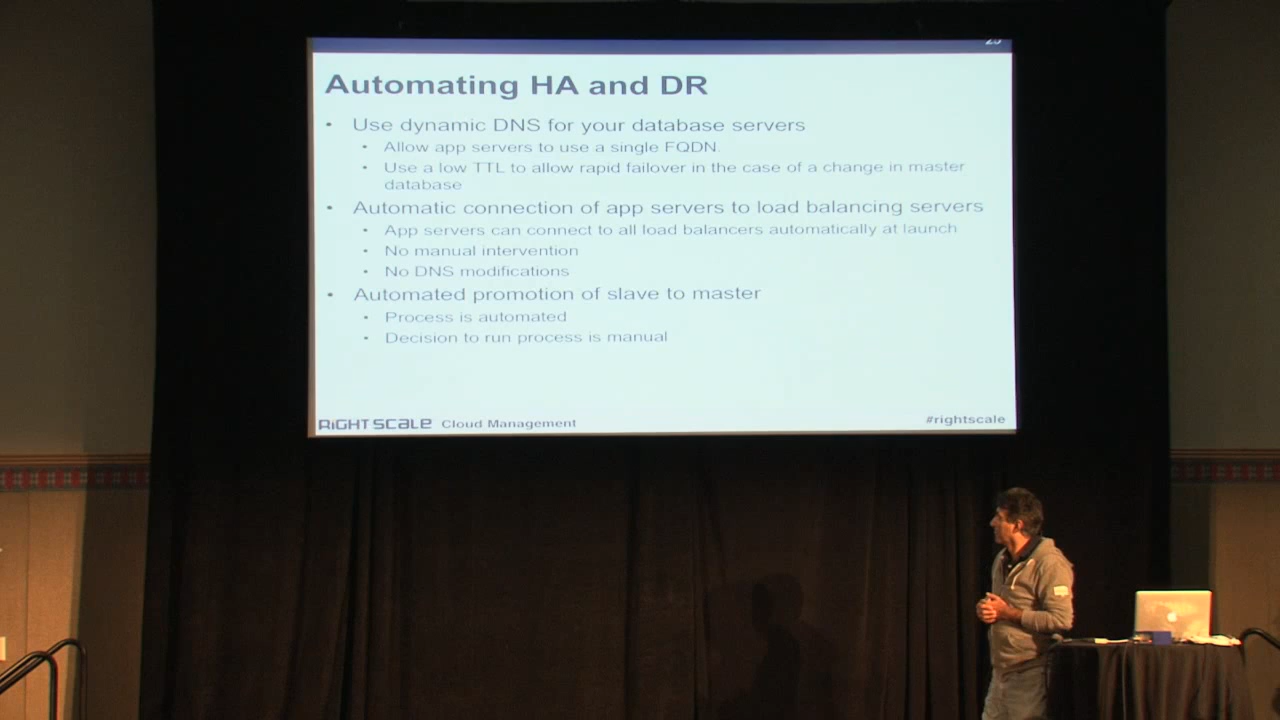 Automating HA and DR
• Use dynamic DNS for your database servers
• Allow app servers to use a single FQDN.
• Use a low TTL to allow rapid failover in the case of a change in master
database
• Automatic connection of app servers to load balancing servers
• App servers can connect to all load balancers automatically at launch
• No manual intervention
• No DNS modifications
• Automated promotion of slave to master
• Process is automated
• Decision to run process is manual
RIGHTSCALE Cloud Management
#rightscale